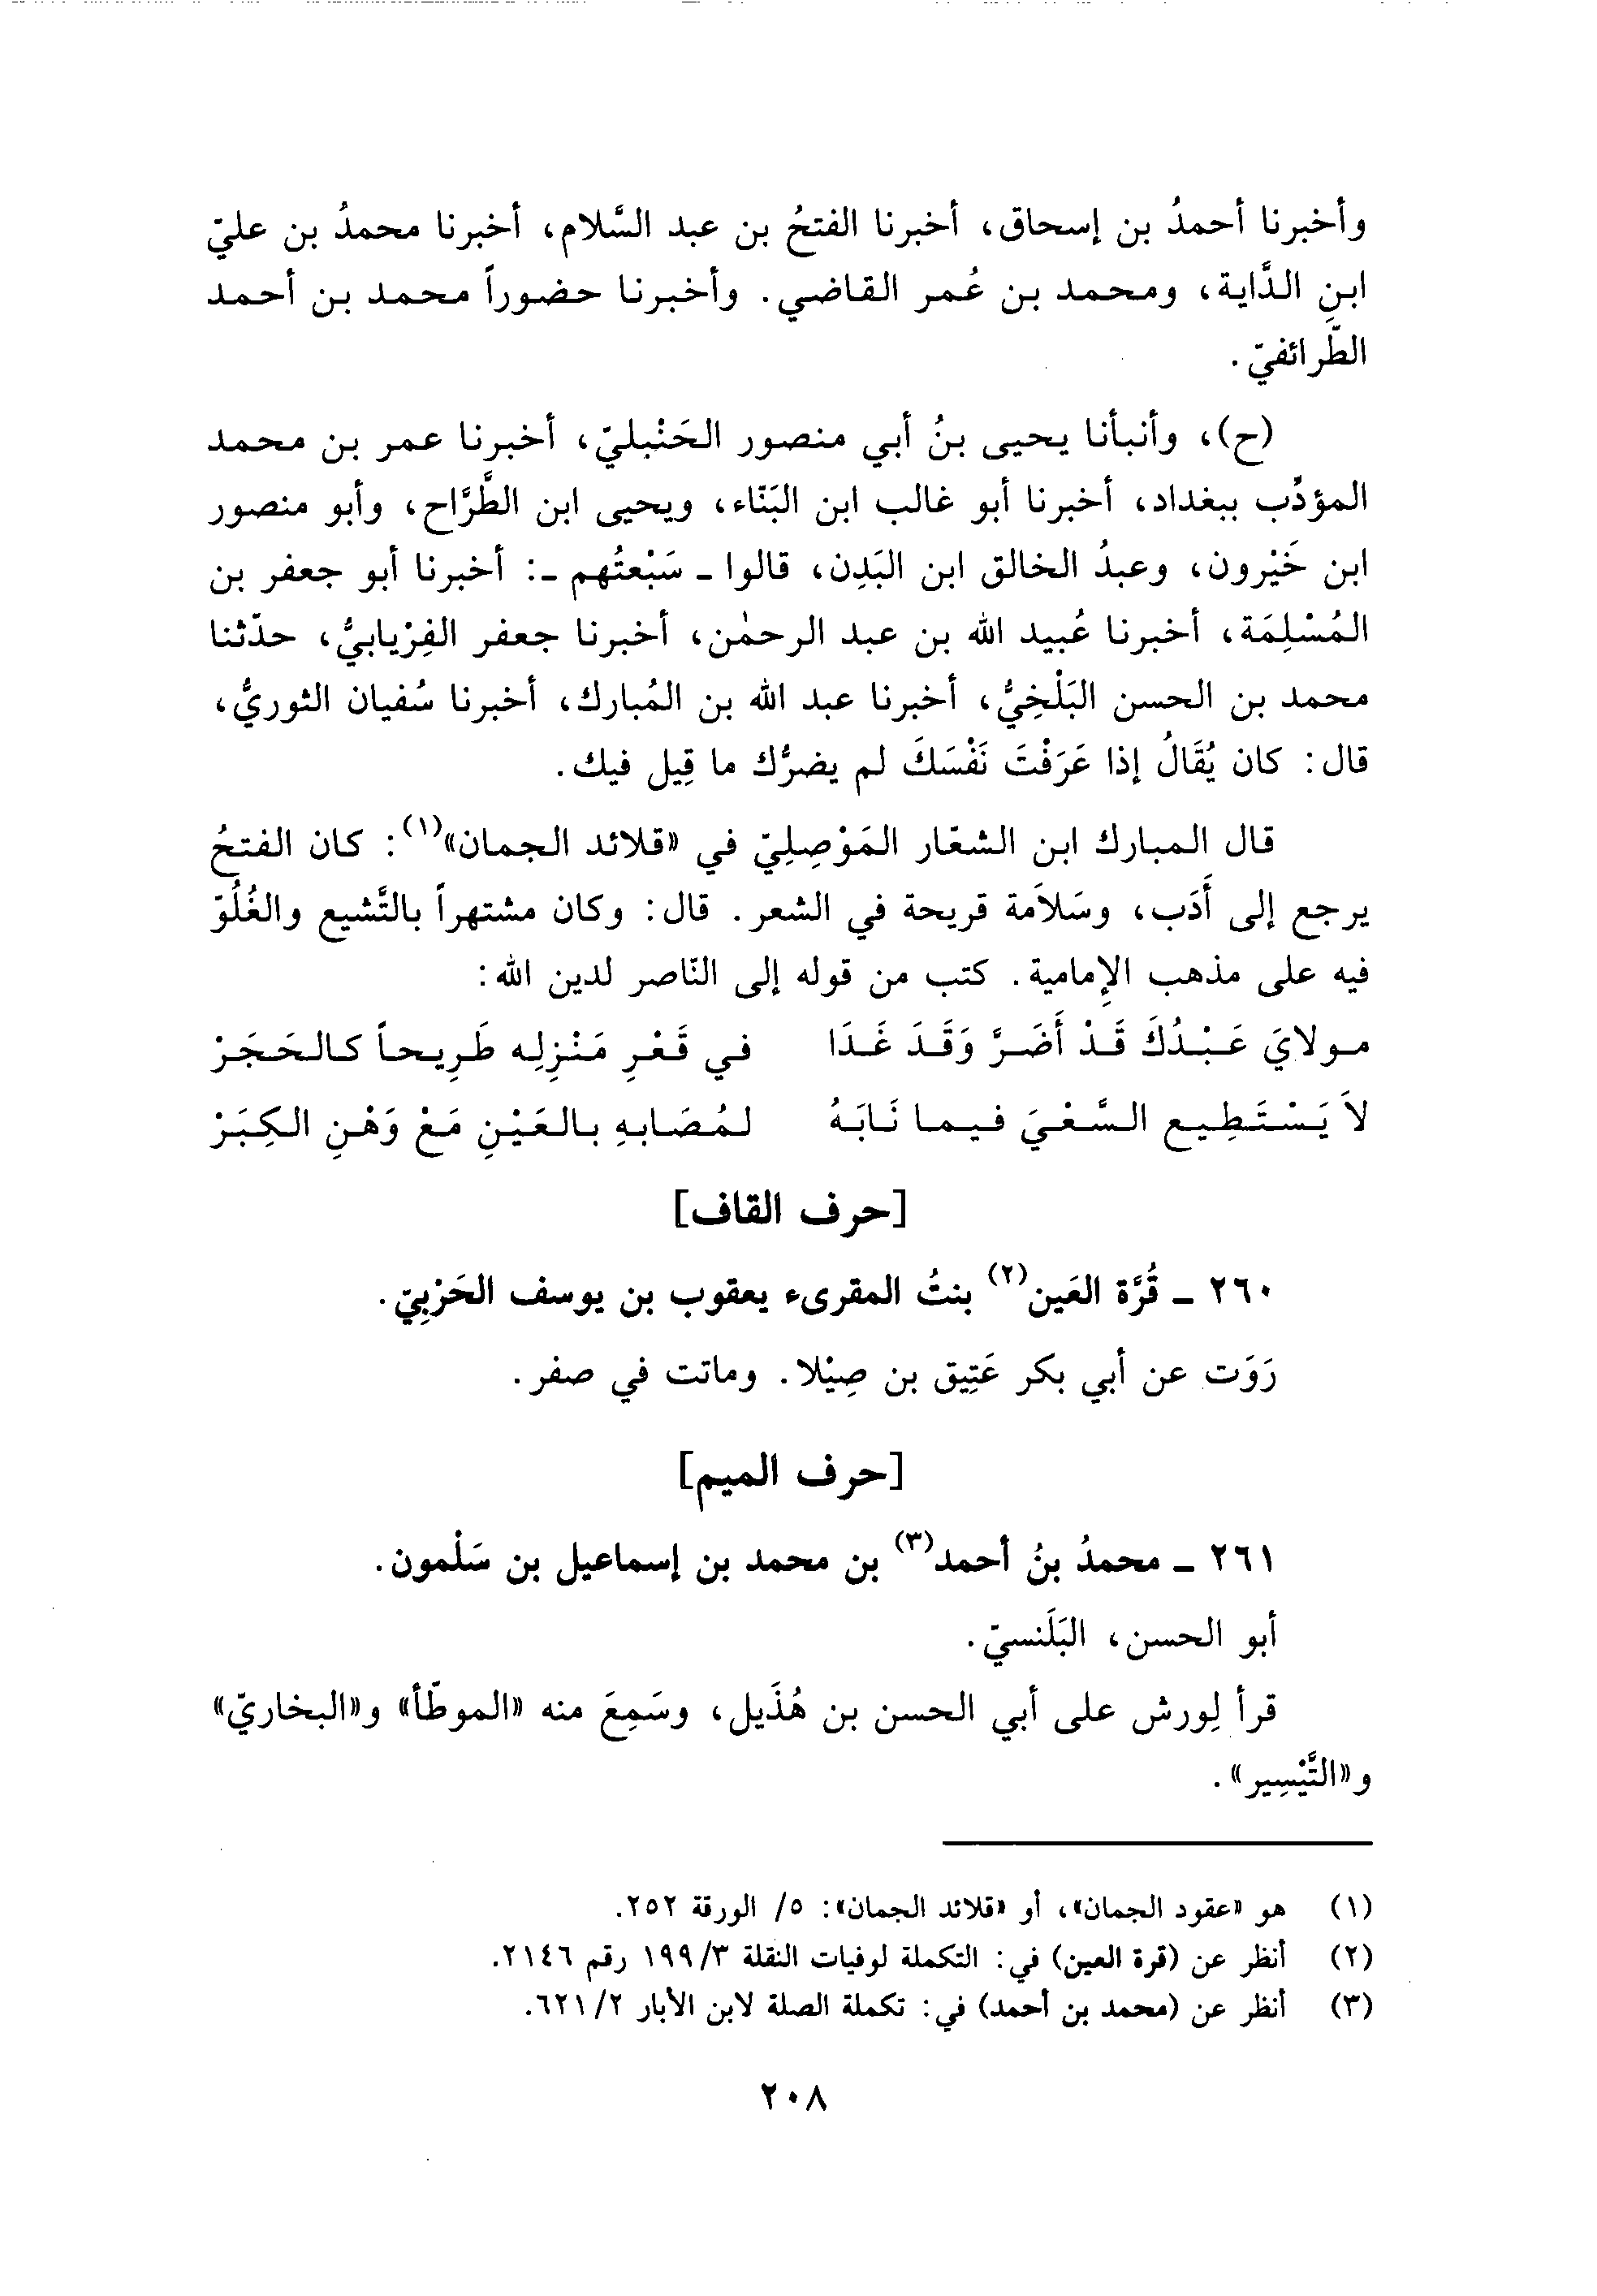 وأخبرنا أحمدُ بن إسحاق، أخبرنا الفتحُ بن عبد السَّلام، أخبرنا محمدُ بن عليّ
ابنِ الدَّاية، ومحمد بن عُمر القاضي. وأخبرنا حضوراً محمد بن أحمد
الطّرائفيّ.
(ح)، وأنبأنا يحيى بنُ أبي منصور الحَنْبليّ، أخبرنا عمر بن محمد
المؤدِّب ببغداد، أخبرنا أبو غالب ابن البَنّاء، ويحيى ابن الطَّرَّاح، وأبو منصور
ابن خَيْرون، وعبدُ الخالق ابن البَدِن، قالوا ـ سَبْعتُهم ـ: أخبرنا أبو جعفر بن
المُسْلِمَة، أخبرنا عُبيد الله بن عبد الرحمٰن، أخبرنا جعفر الفِرْيابيُّ، حدّثنا
محمد بن الحسن البَلْخِيُّ، أخبرنا عبد الله بن المُبارك، أخبرنا سُفيان الثوريُّ،
قال: كان يُقَالُ إذا عَرَفْتَ نَفْسَكَ لم يضرُّك ما قِيل فيك.
قال المبارك ابن الشعّار المَوْصِلِيّ في «قلائد الجمان»(١): كان الفتحُ
يرجع إلى أَدَب، وسَلاَمة قريحة في الشعر. قال: وكان مشتهراً بالتَّشيع والغُلُوّ
فيه على مذهب الإمامية. كتب من قوله إلى النّاصر لدين الله:
مولايَ عَبْدُكَ قَدْ أَضَرَّ وَقَدَ غَدَا في قَعْرِ مَنْزِلِه طَرِيحاً كالحَجَرْ
لاَ يَسْتَطِيع السَّعْيَ فيما نَابَهُ لمُصَابهِ بالعَيْنِ مَعْ وَهْنِ الكِبَرْ
[حرف القاف]
٢٦٠ ـ قُرَّة العَين(٢) بنتُ المقرىء يعقوب بن يوسف الحَرْبِيّ.
رَوَت عن أبي بكر عَتِيق بن صِيْلا. وماتت في صفر.
[حرف الميم]
٢٦١ ـ محمدُ بنُ أحمد(٣) بن محمد بن إسماعيل بن سَلْمون.
أبو الحسن، البَلَنسيّ.
قرأ لِورش على أبي الحسن بن هُذَيل، وسَمِعَ منه «الموطّأ» و«البخاريّ»
و«التَّيْسِير».
(١) هو «عقود الجمان»، أو «قلائد الجمان»: ٥/ الورقة ٢٥٢.
(٢) أنظر عن (قرة العين) في: التكملة لوفيات النقلة ٣/١٩٩ رقم ٢١٤٦.
(٣) أنظر عن (محمد بن أحمد) في: تكملة الصلة لابن الأبار ٢/٦٢١.
٢٠٨